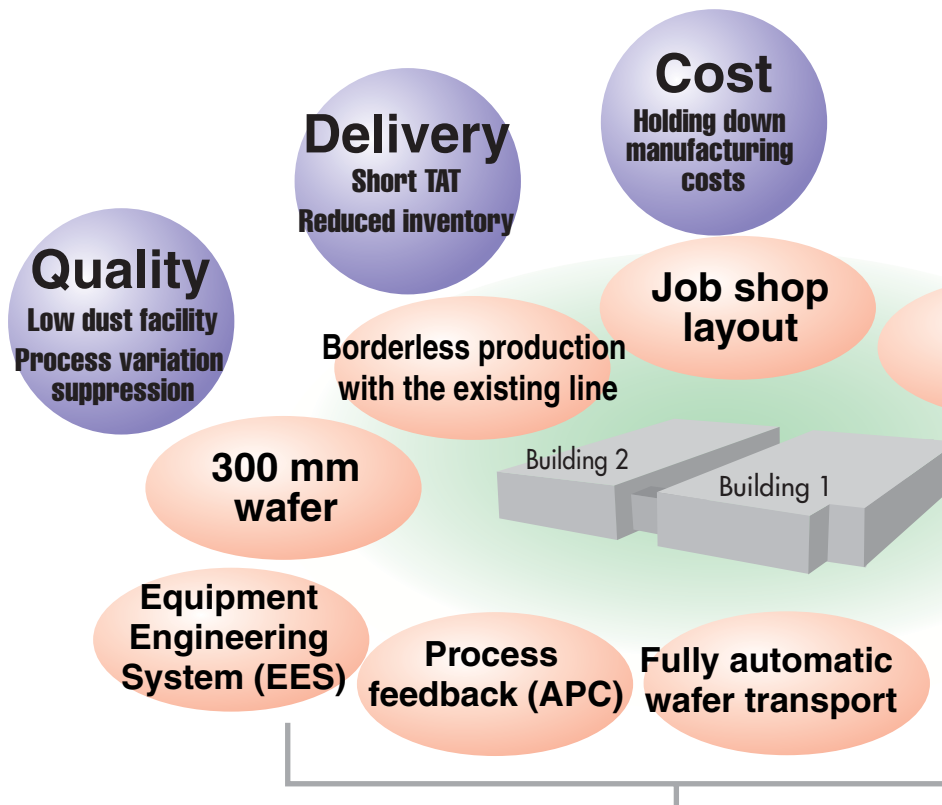 Cost
Holding down
manufacturing
costs
Delivery
Short TAT
Reduced inventory
Quality
Low dust facility
Process variation
suppression
Job shop
layout
Borderless production
with the existing line
300 mm
wafer
Building 2
Building 1
Equipment
Engineering
System (EES)
Process
feedback (APC)
Fully automatic
wafer transport